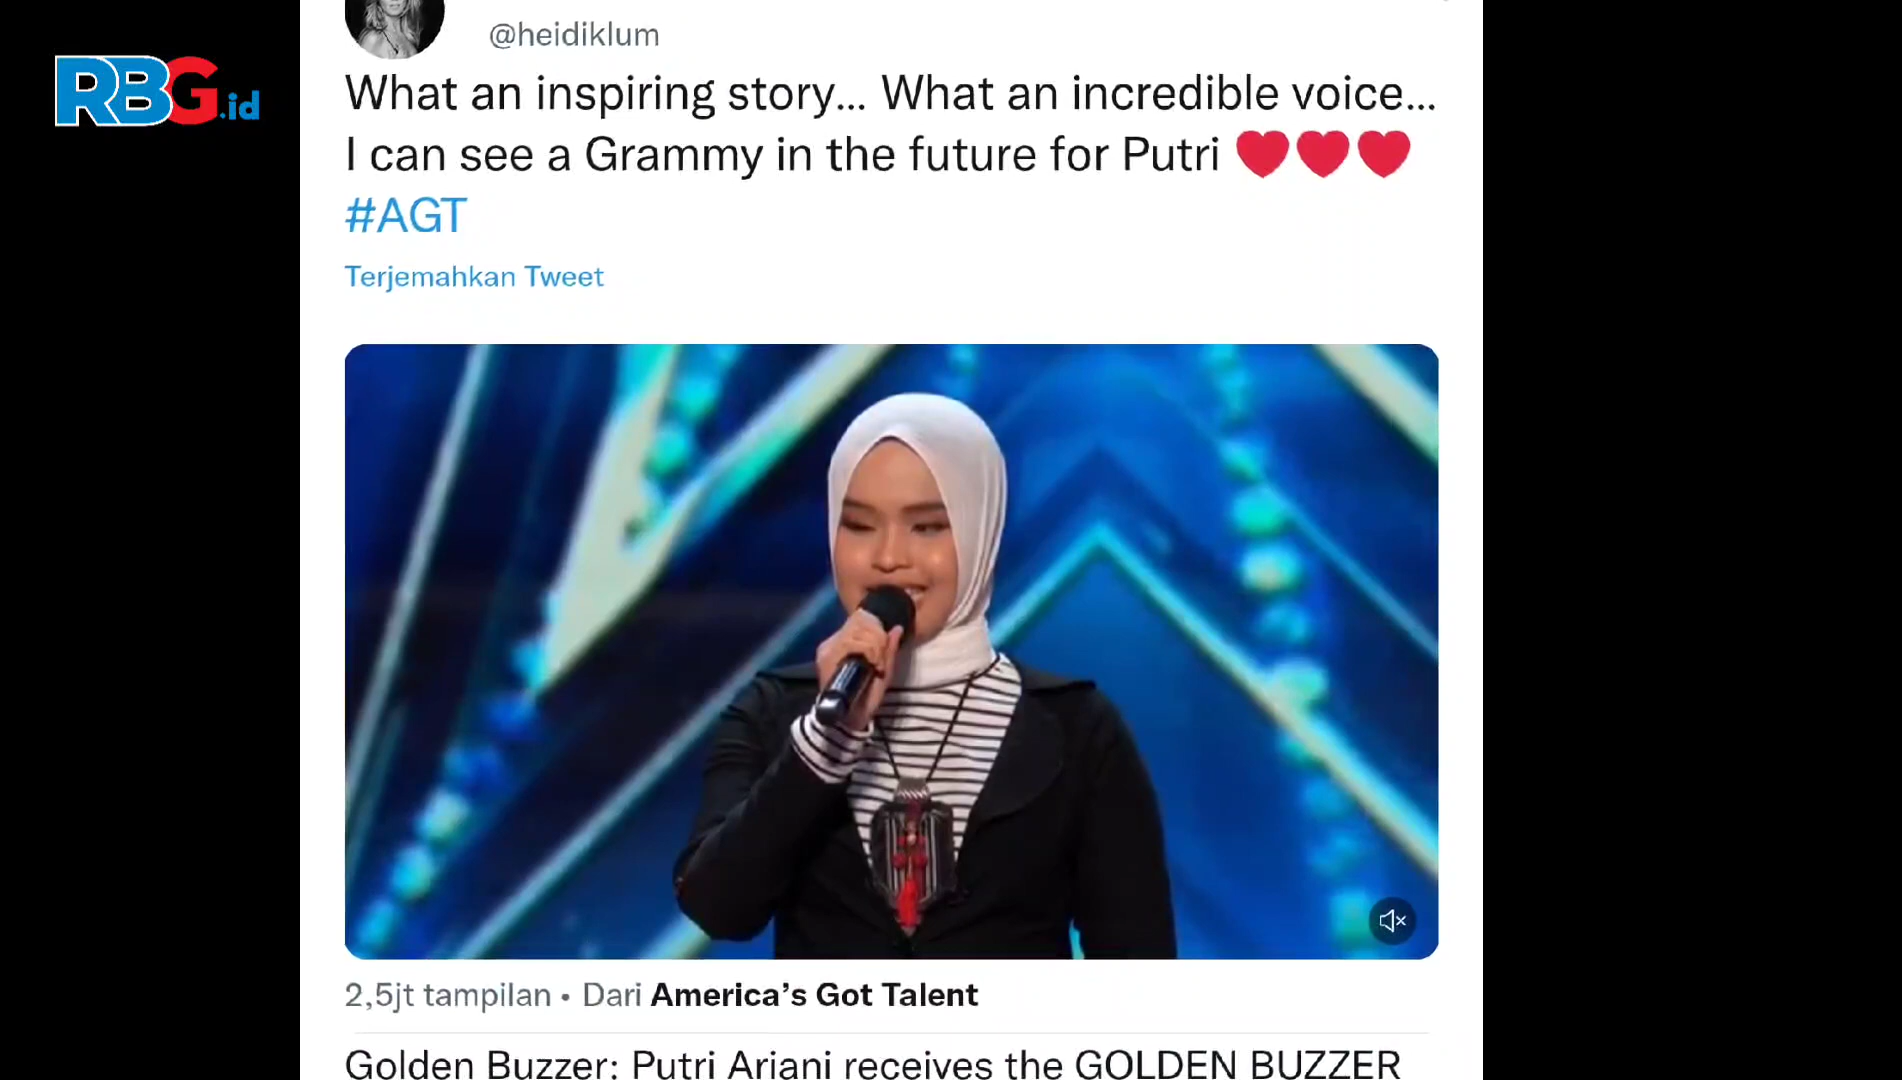 RBG.id
@heidiklum
What an inspiring story... What an incredible voice...
I can see a Grammy in the future for Putri ❤️❤️❤️
#AGT
Terjemahkan Tweet
2,5jt tampilan • Dari America’s Got Talent
Golden Buzzer: Putri Ariani receives the GOLDEN BUZZER